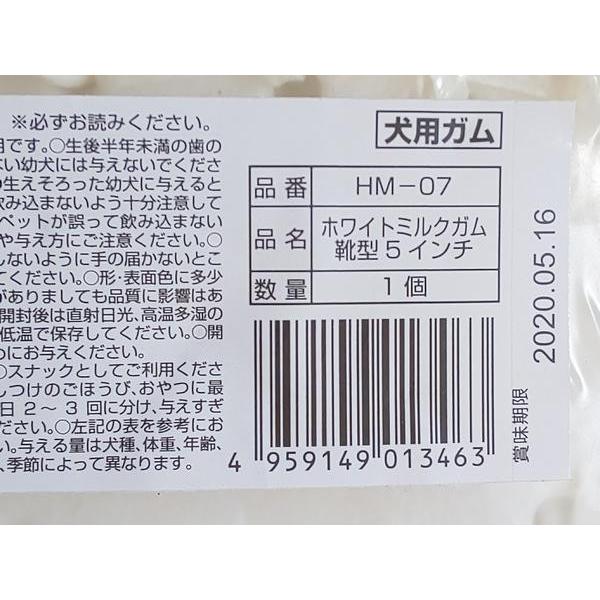 ※必ずお読みください。
用です。○生後半年未満の歯の
ない幼犬には与えないでくださ
の生えそろった幼犬に与えると
飲み込まないよう十分注意して
ペットが誤って飲み込まない
や与え方にご注意ください。○
しないように手の届かないとこ
てください。○形・表面色に多少
がありましても品質に影響はあ
開封後は直射日光、高温多湿の
低温で保存してください。○開
めにお与えください。
○スナックとしてご利用くださ
しつけのごほうび、おやつに最
日2〜3回に分け、与えすぎ
ください。○左記の表を参考にお
い。与える量は犬種、体重、年齢、
、季節によって異なります。
犬用ガム
品番 HM−07
品名 ホワイトミルクガム
靴型5インチ
数量 1個
4 959149 013463
賞味期限 2020.05.16